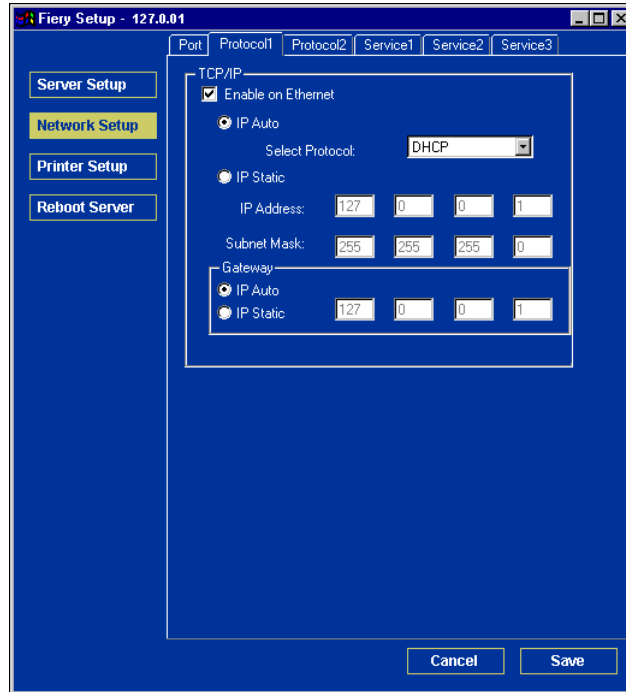 Fiery Setup - 127.0.01
Port Protocol1 Protocol2 Service1 Service2 Service3
Server Setup
Network Setup
Printer Setup
Reboot Server
TCP/IP
Enable on Ethernet
IP Auto
Select Protocol: DHCP
IP Static
IP Address: 127 0 0 1
Subnet Mask: 255 255 255 0
Gateway
IP Auto
IP Static 127 0 0 1
Cancel Save